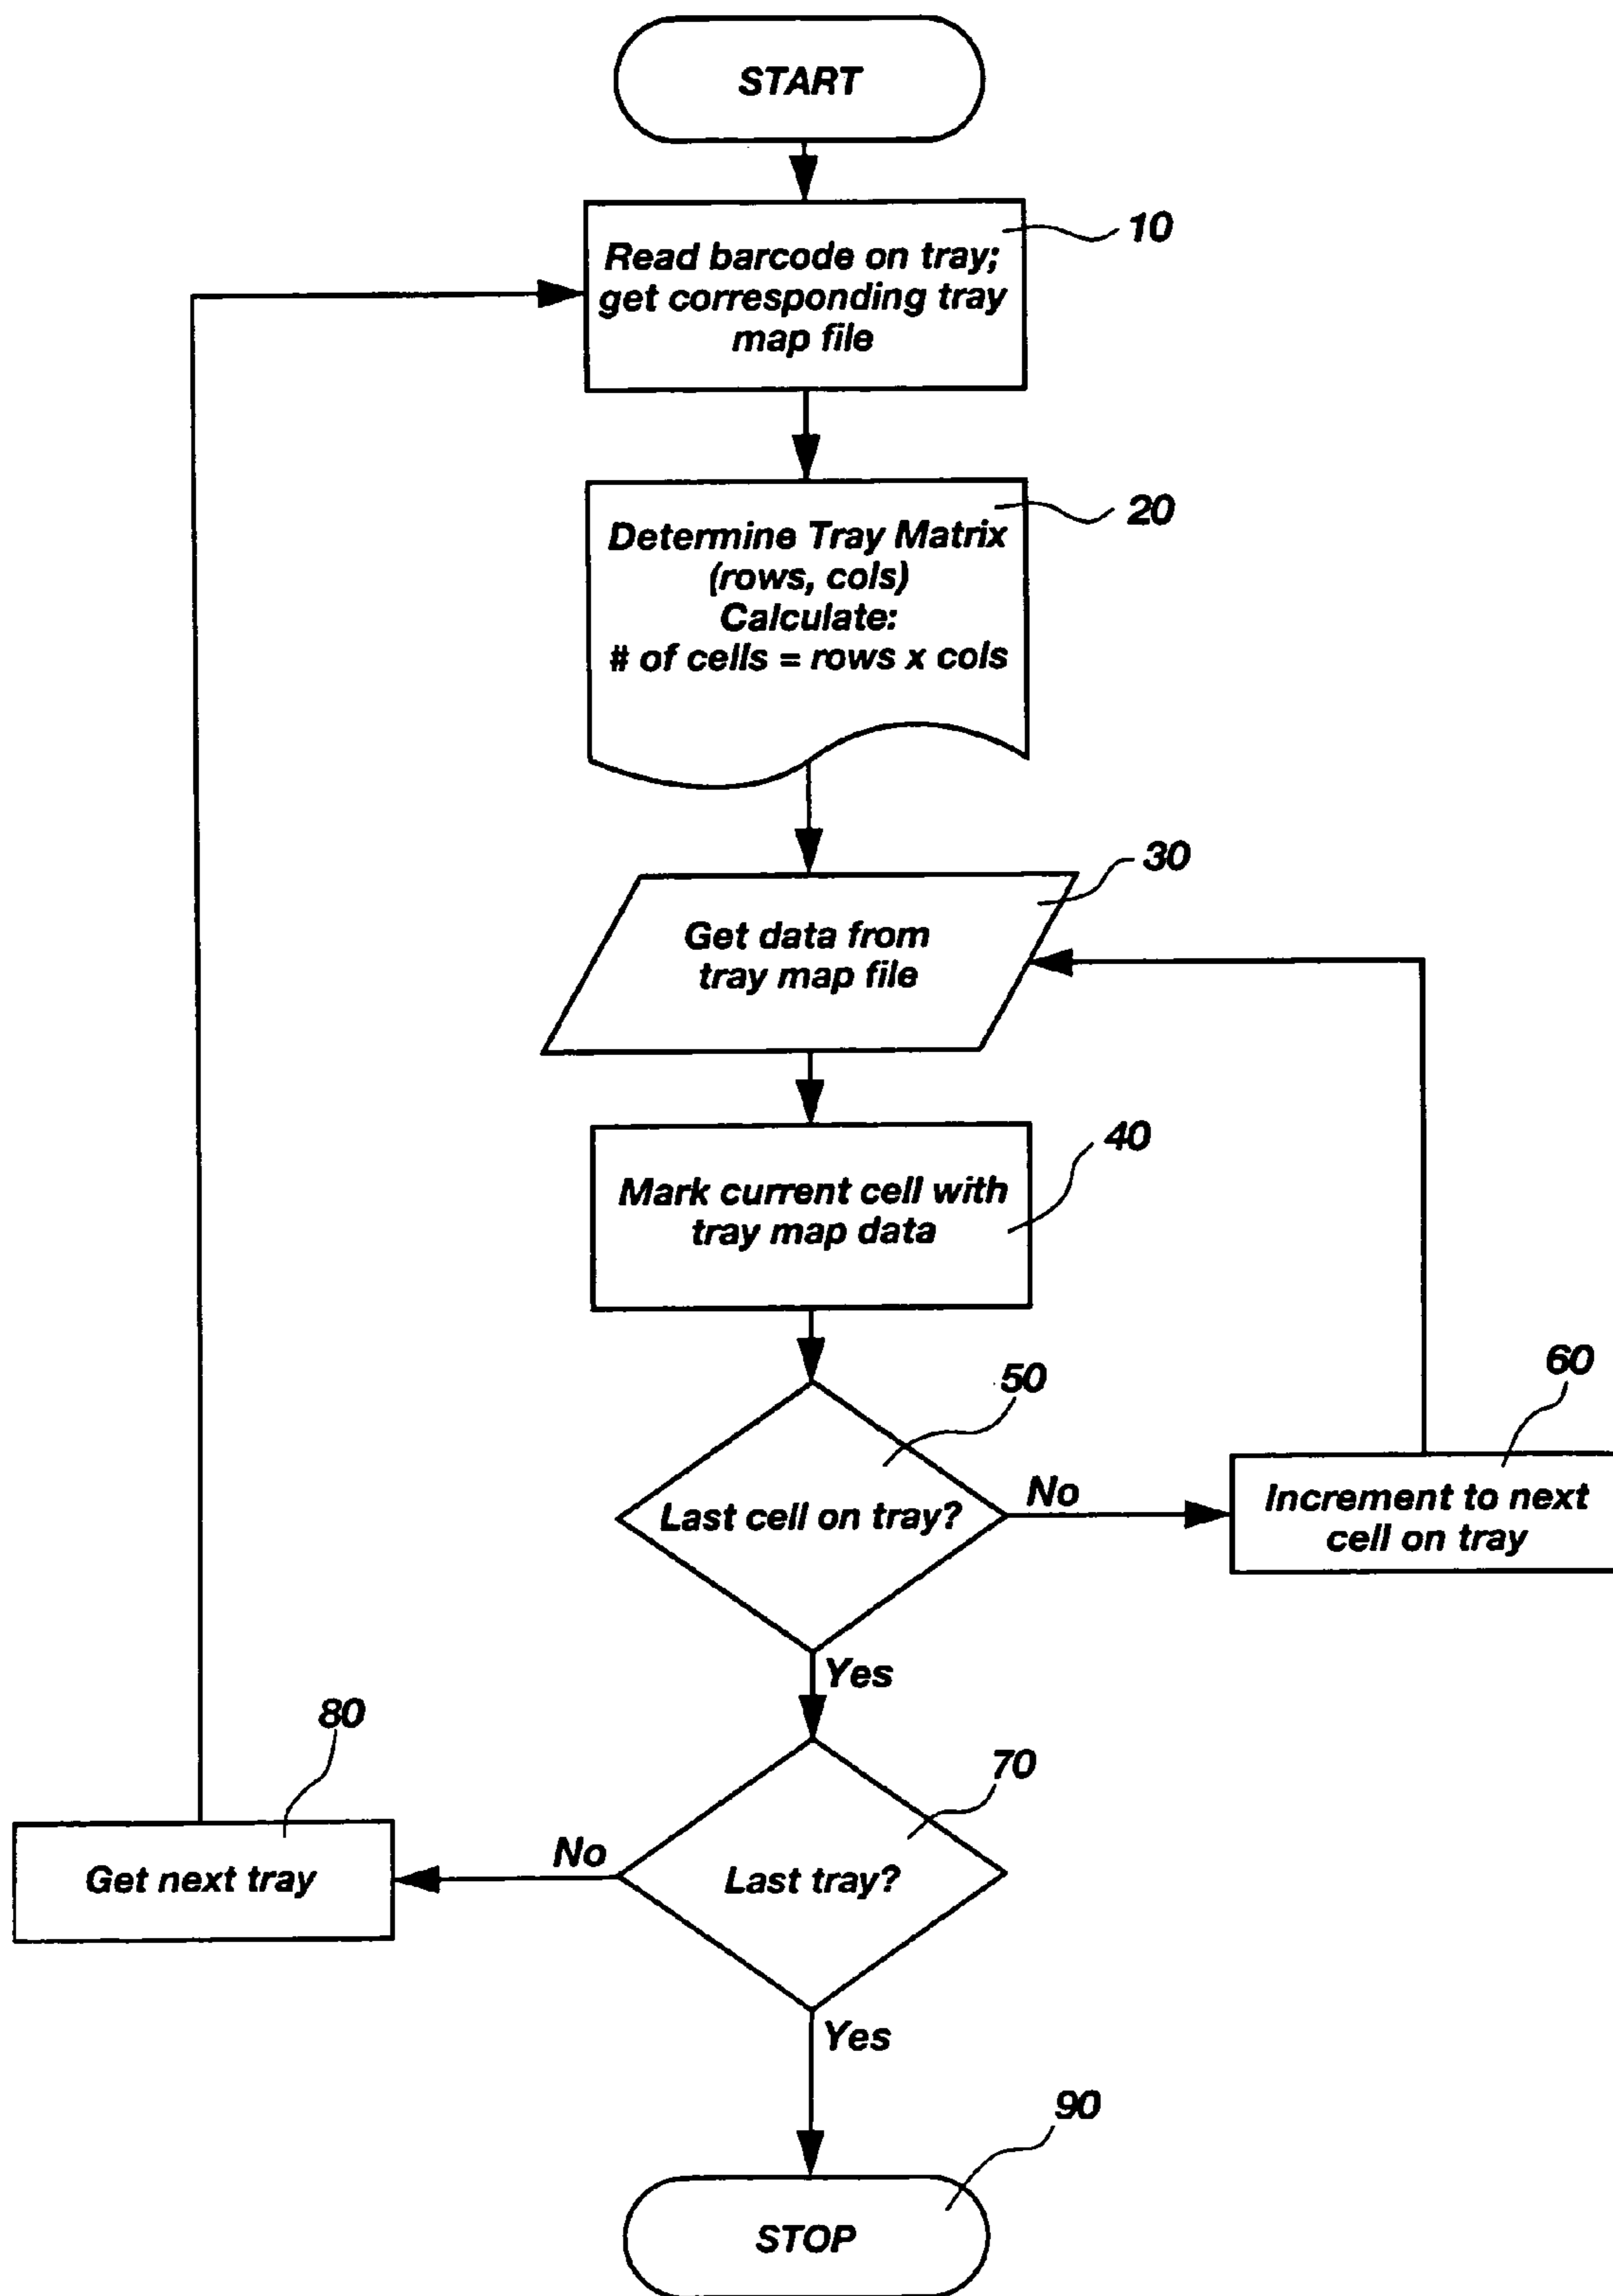 START
10
Read barcode on tray;
get corresponding tray
map file
20
Determine Tray Matrix
(rows, cols)
Calculate:
# of cells = rows x cols
30
Get data from
tray map file
40
Mark current cell with
tray map data
50
Last cell on tray?
No
60
Increment to next
cell on tray
Yes
80
Get next tray
No
70
Last tray?
Yes
90
STOP